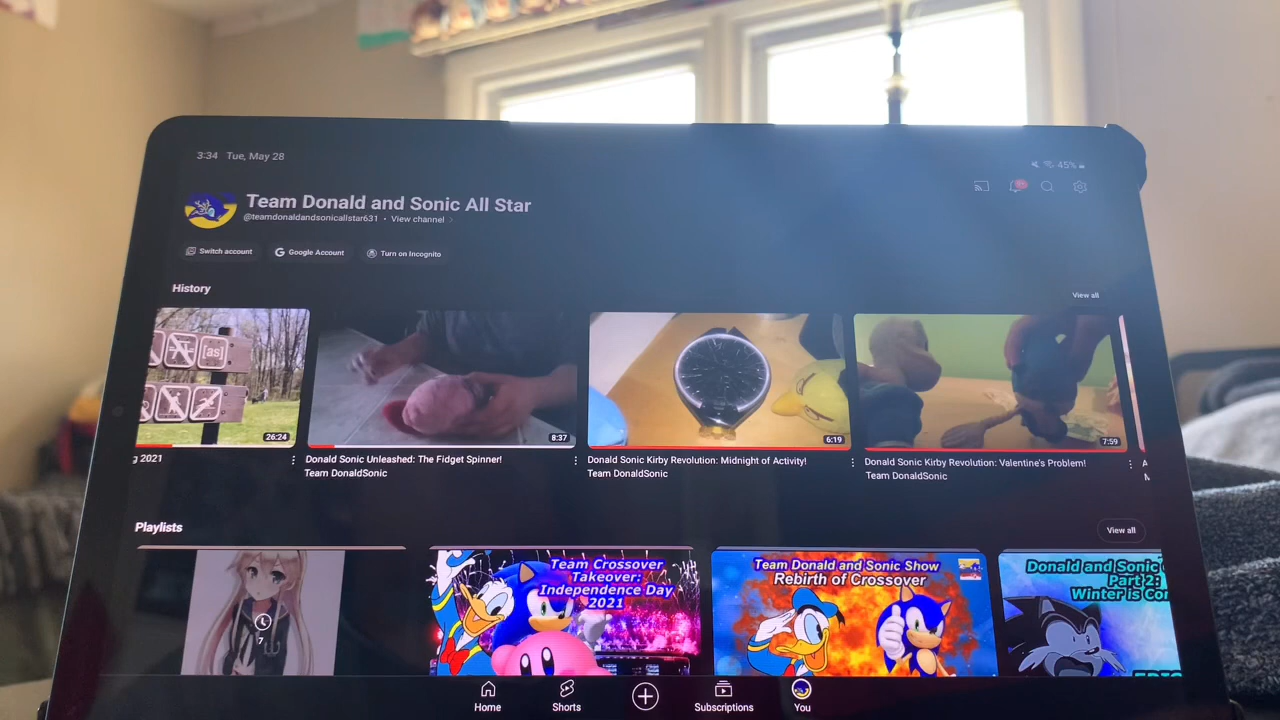 3:34 Tue, May 28
45%
Team Donald and Sonic All Star
@teamdonaldandsonicallstar631 • View channel
Switch account
Google Account
Turn on Incognito
History
View all
[as]
26:24
8:37
6:19
7:59
g 2021
Donald Sonic Unleashed: The Fidget Spinner!
Team DonaldSonic
Donald Sonic Kirby Revolution: Midnight of Activity!
Team DonaldSonic
Donald Sonic Kirby Revolution: Valentine's Problem!
Team DonaldSonic
Playlists
View all
7
Team Crossover
Takeover:
Independence Day
2021
Team Donald and Sonic Show
Rebirth of Crossover
Donald and Sonic
Part 2:
Winter is Co
Home
Shorts
Subscriptions
You